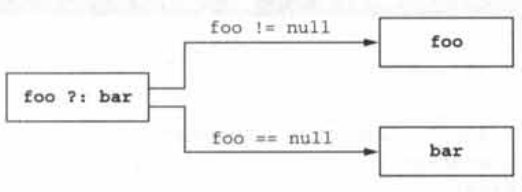 foo != null
foo
foo ?: bar
foo == null
bar